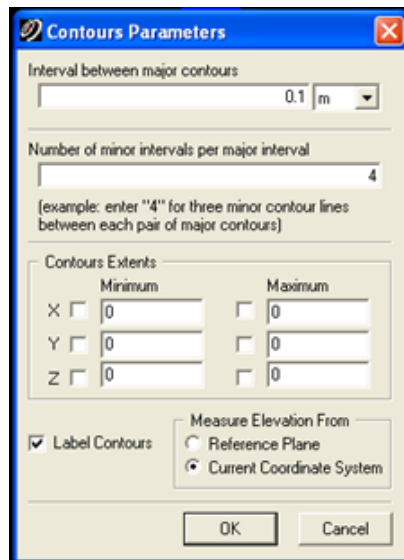 Contours Parameters
Interval between major contours
0.1 m
Number of minor intervals per major interval
4
(example: enter "4" for three minor contour lines
between each pair of major contours)
Contours Extents
Minimum Maximum
X 0 0
Y 0 0
Z 0 0
Measure Elevation From
Label Contours Reference Plane
Current Coordinate System
OK Cancel